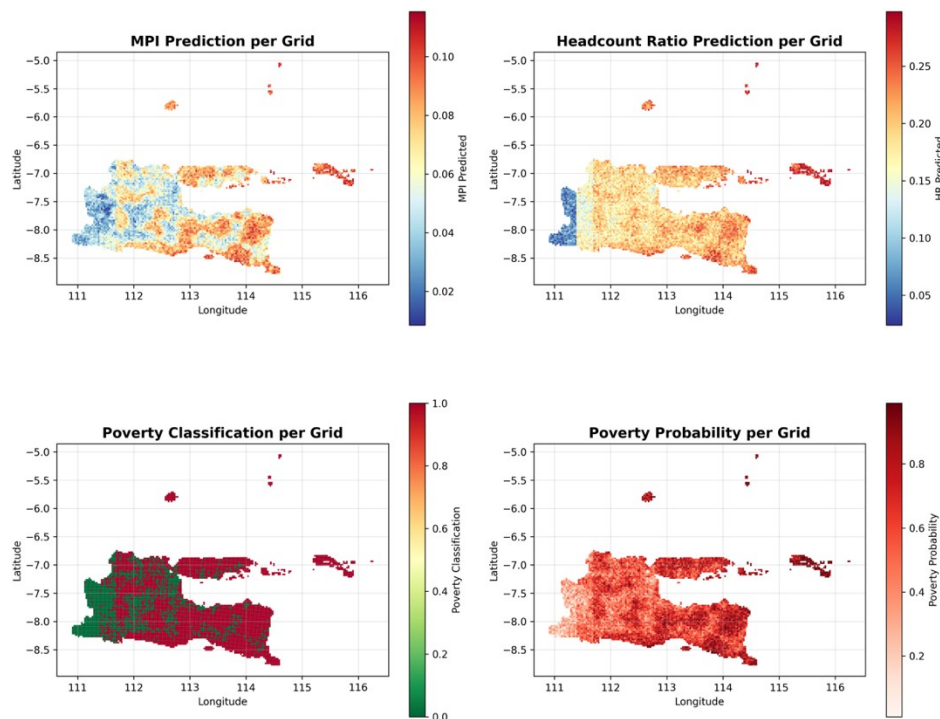 MPI Prediction per Grid
−5.0
−5.5
−6.0
−6.5
−7.0
−7.5
−8.0
−8.5
Latitude
111 112 113 114 115 116
Longitude
0.10
0.08
0.06
0.04
0.02
MPI Predicted
Headcount Ratio Prediction per Grid
−5.0
−5.5
−6.0
−6.5
−7.0
−7.5
−8.0
−8.5
Latitude
111 112 113 114 115 116
Longitude
0.25
0.20
0.15
0.10
0.05
HR Predicted
Poverty Classification per Grid
−5.0
−5.5
−6.0
−6.5
−7.0
−7.5
−8.0
−8.5
Latitude
111 112 113 114 115 116
Longitude
1.0
0.8
0.6
0.4
0.2
0.0
Poverty Classification
Poverty Probability per Grid
−5.0
−5.5
−6.0
−6.5
−7.0
−7.5
−8.0
−8.5
Latitude
111 112 113 114 115 116
Longitude
0.8
0.6
0.4
0.2
Poverty Probability